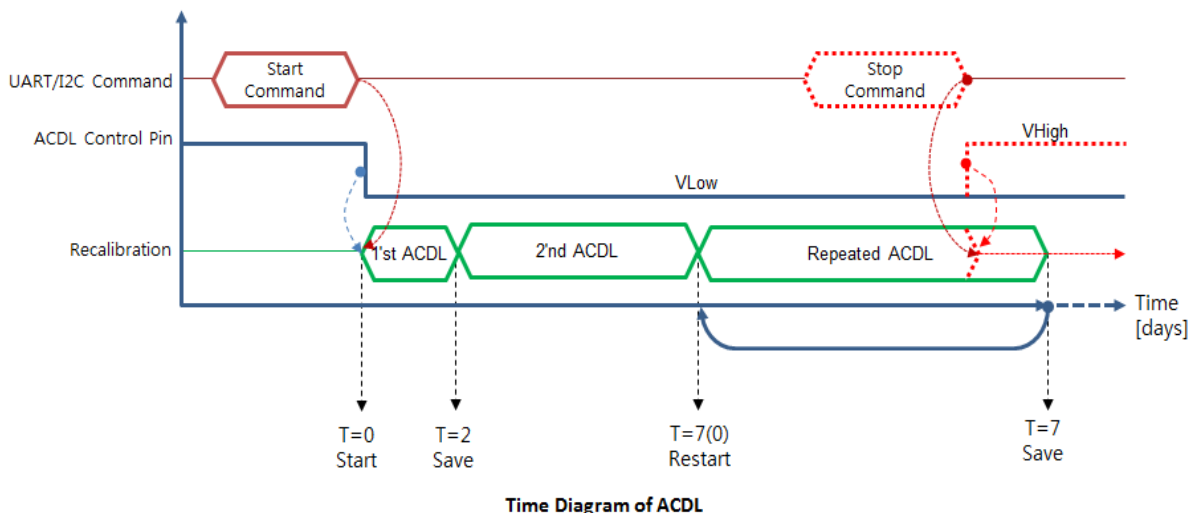 UART/I2C Command
Start
Command
Stop
Command
ACDL Control Pin
VHigh
VLow
Recalibration
1'st ACDL
2'nd ACDL
Repeated ACDL
Time
[days]
T=0
Start
T=2
Save
T=7(0)
Restart
T=7
Save
Time Diagram of ACDL